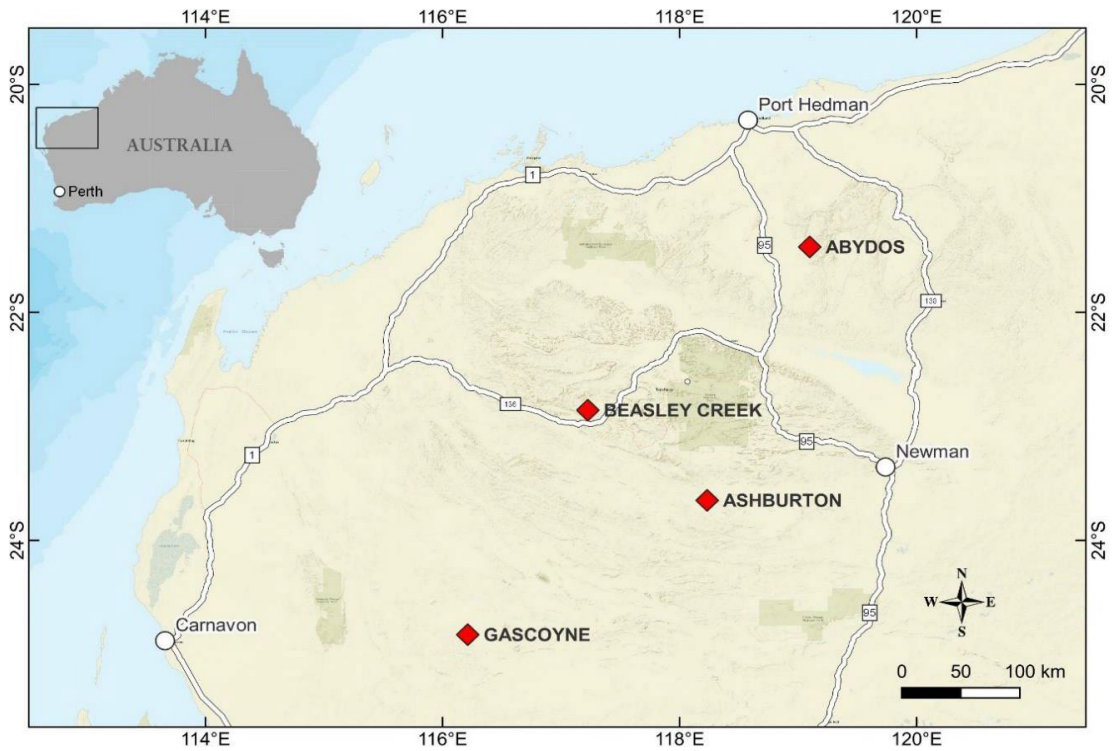 114°E 116°E 118°E 120°E
20°S 20°S
Port Hedman
AUSTRALIA
Perth
1
95
ABYDOS
22°S 22°S
138
136
BEASLEY CREEK
1
95
Newman
ASHBURTON
24°S 24°S
N
W E
S
95
Carnavon
GASCOYNE
0 50 100 km
114°E 116°E 118°E 120°E